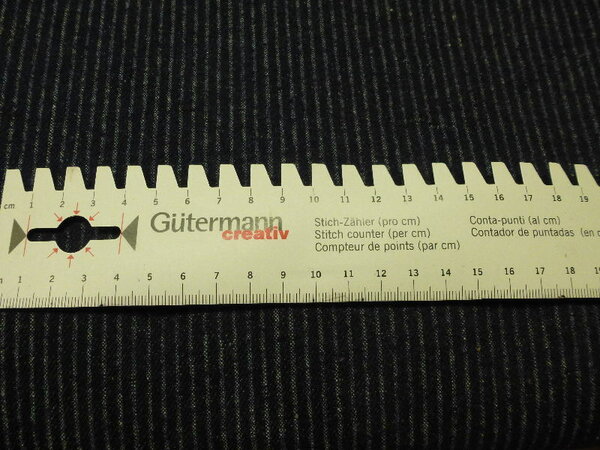 cm 1 2 3 4 5 6 7 8 9 10 11 12 13 14 15 16 17 18 19
Gütermann
creativ
Stich-Zähler (pro cm)
Stitch counter (per cm)
Compteur de points (par cm)
Conta-punti (al cm)
Contador de puntadas (en c
1 2 3 4 5 6 7 8 9 10 11 12 13 14 15 16 17 18 19